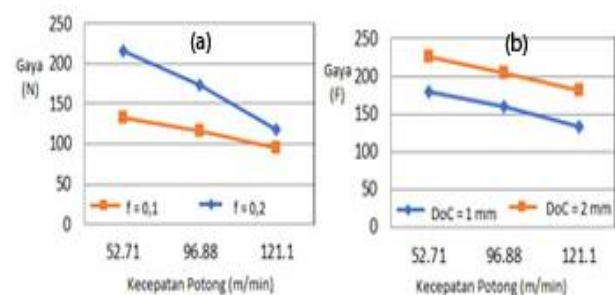 (a)
Gaya
(N)
250
200
150
100
50
0
f = 0,1
f = 0,2
52.71
96.88
121.1
Kecepatan Potong (m/min)
(b)
Gaya
(F)
250
200
150
100
50
0
DoC = 1 mm
DoC = 2 mm
52.71
96.88
121.1
Kecepatan Potong (m/min)